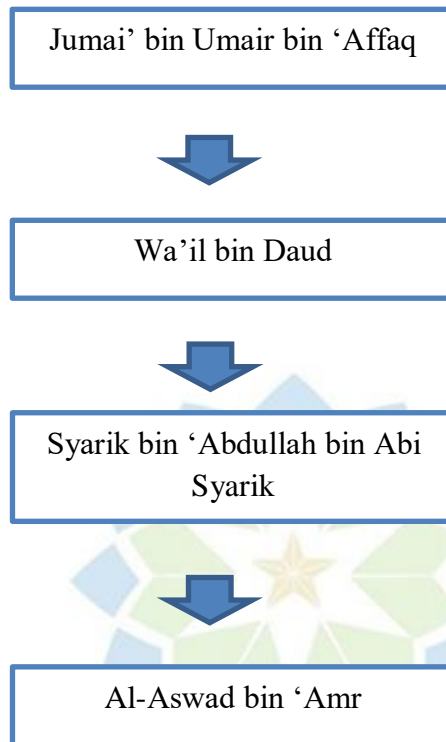 Jumai’ bin Umair bin ‘Affaq
Wa’il bin Daud
Syarik bin ‘Abdullah bin Abi
Syarik
Al-Aswad bin ‘Amr